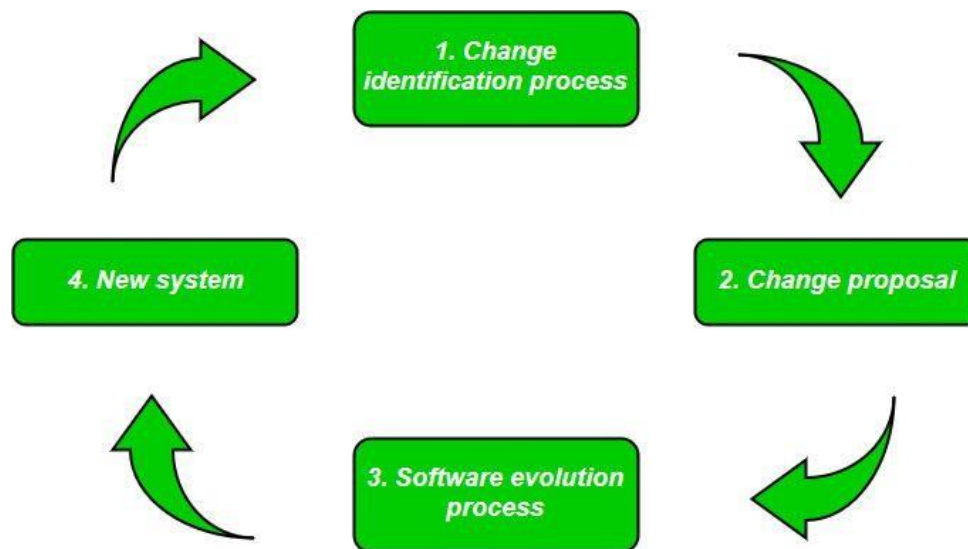 1. Change
identification process
2. Change proposal
3. Software evolution
process
4. New system